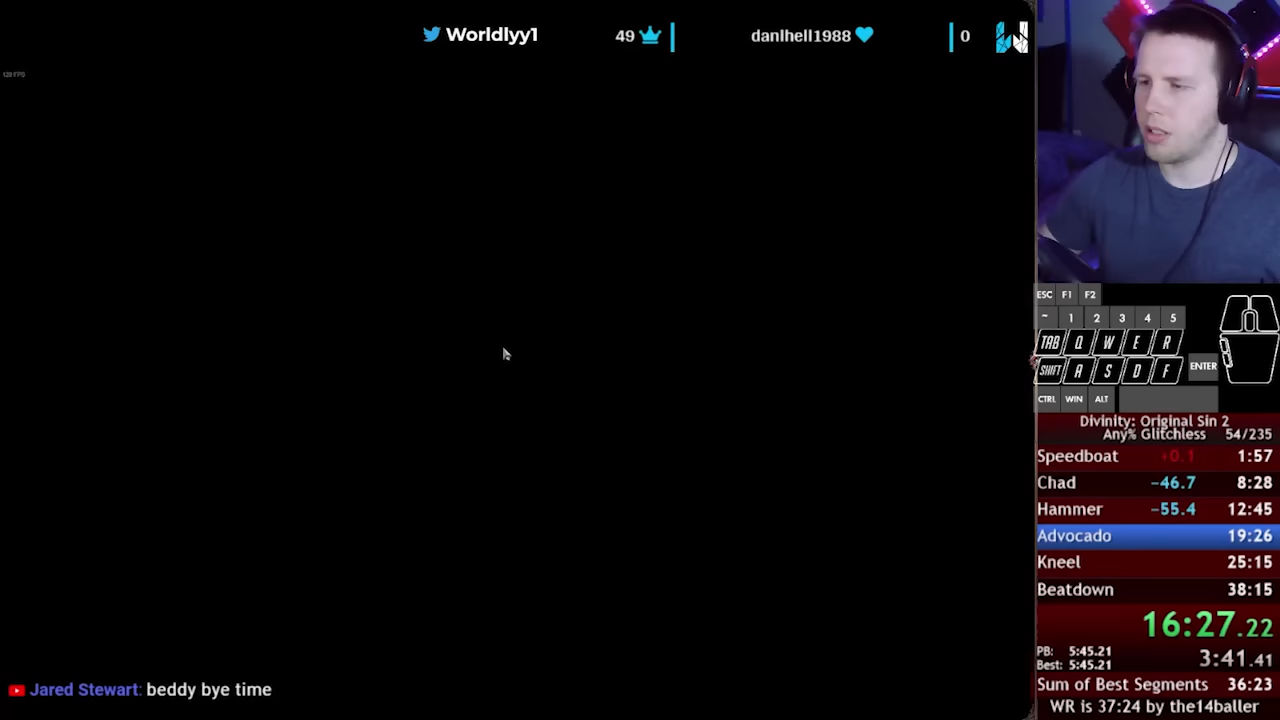 Worldlyy1
49
danlhell1988
0
128 FPS
ESC F1 F2
~ 1 2 3 4 5
TAB Q W E R
SHIFT A S D F
ENTER
CTRL WIN ALT
Divinity: Original Sin 2
Any% Glitchless 54/235
Speedboat +0.1 1:57
Chad -46.7 8:28
Hammer -55.4 12:45
Advocado 19:26
Kneel 25:15
Beatdown 38:15
16:27.22
PB: 5:45.21
Best: 5:45.21
3:41.41
Sum of Best Segments 36:23
WR is 37:24 by the14baller
Jared Stewart: beddy bye time